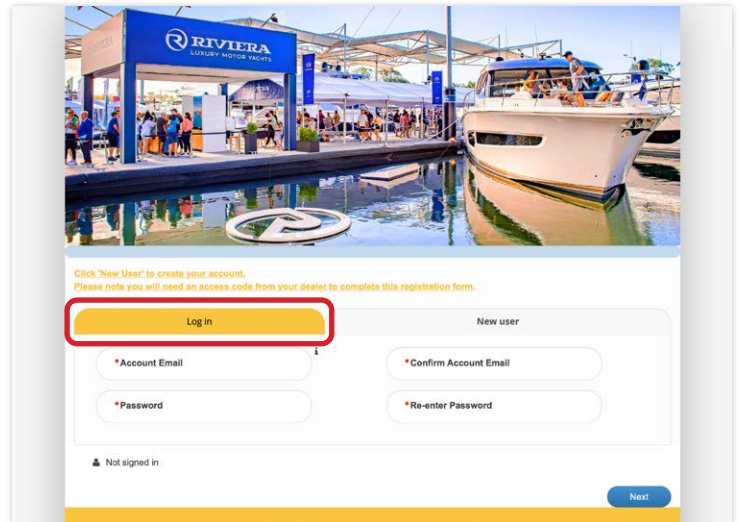 RIVIERA
LUXURY MOTOR YACHTS
Click 'New User' to create your account.
Please note you will need an access code from your dealer to complete this registration form.
Log in
New user
*Account Email
i
*Confirm Account Email
*Password
*Re-enter Password
Not signed in
Next